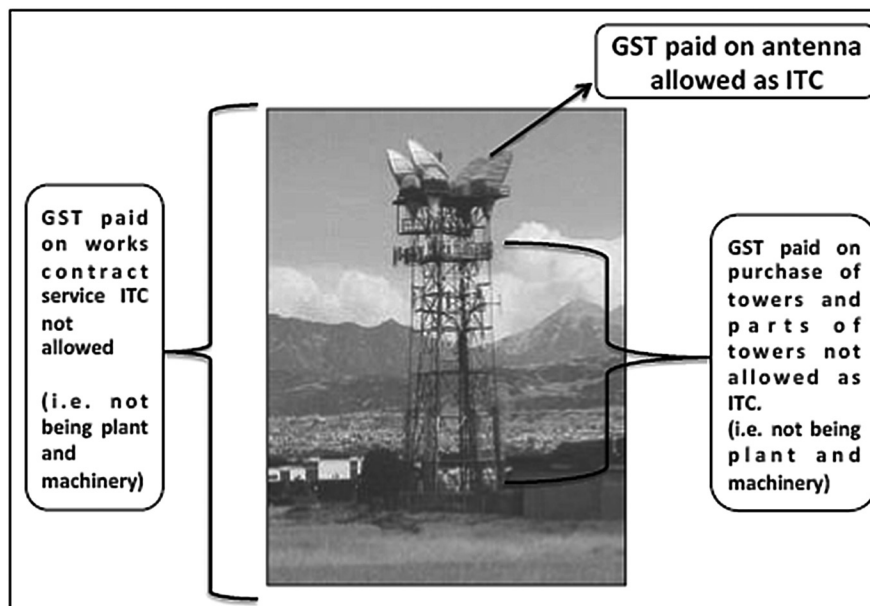 GST paid on antenna
allowed as ITC
GST paid
on works
contract
service ITC
not
allowed
(i.e. not
being plant
and
machinery)
GST paid on
purchase of
towers and
parts of
towers not
allowed as
ITC.
(i.e. not being
plant and
machinery)